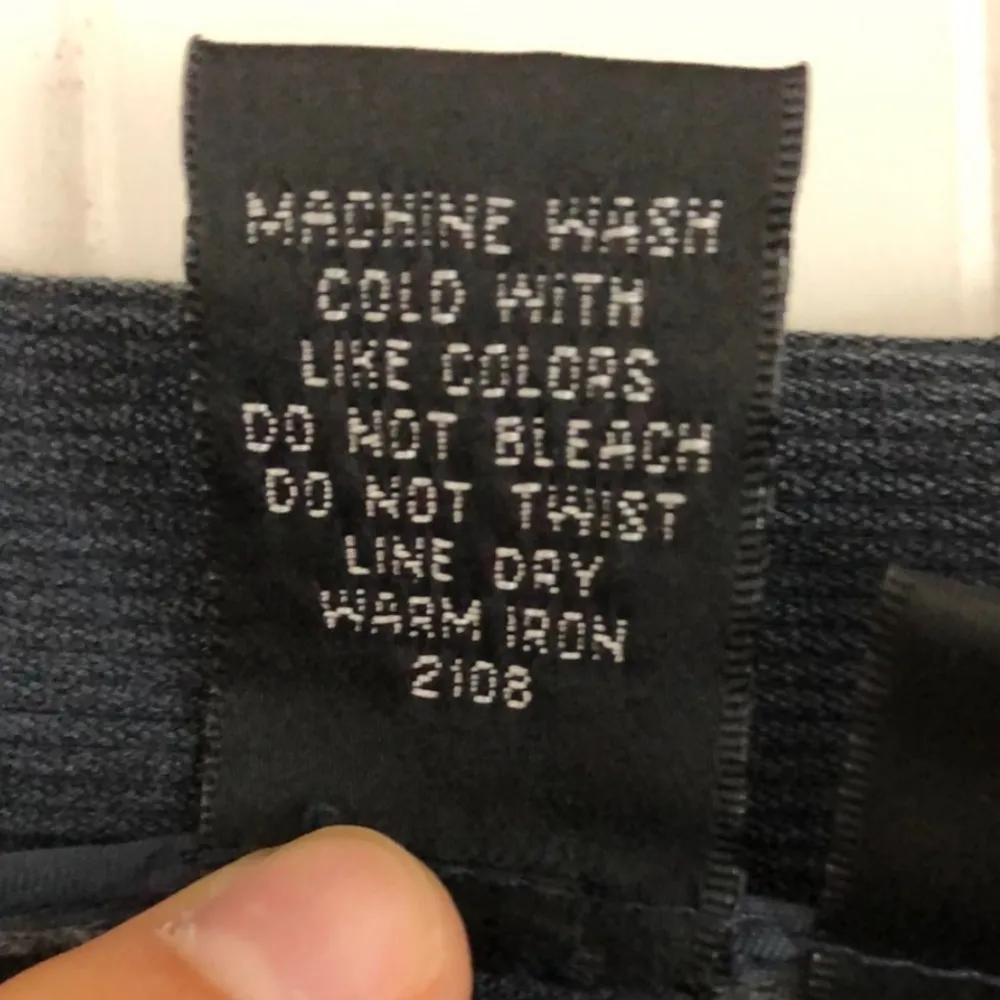 MACHINE WASH
COLD WITH
LIKE COLORS
DO NOT BLEACH
DO NOT TWIST
LINE DRY
WARM IRON
2108